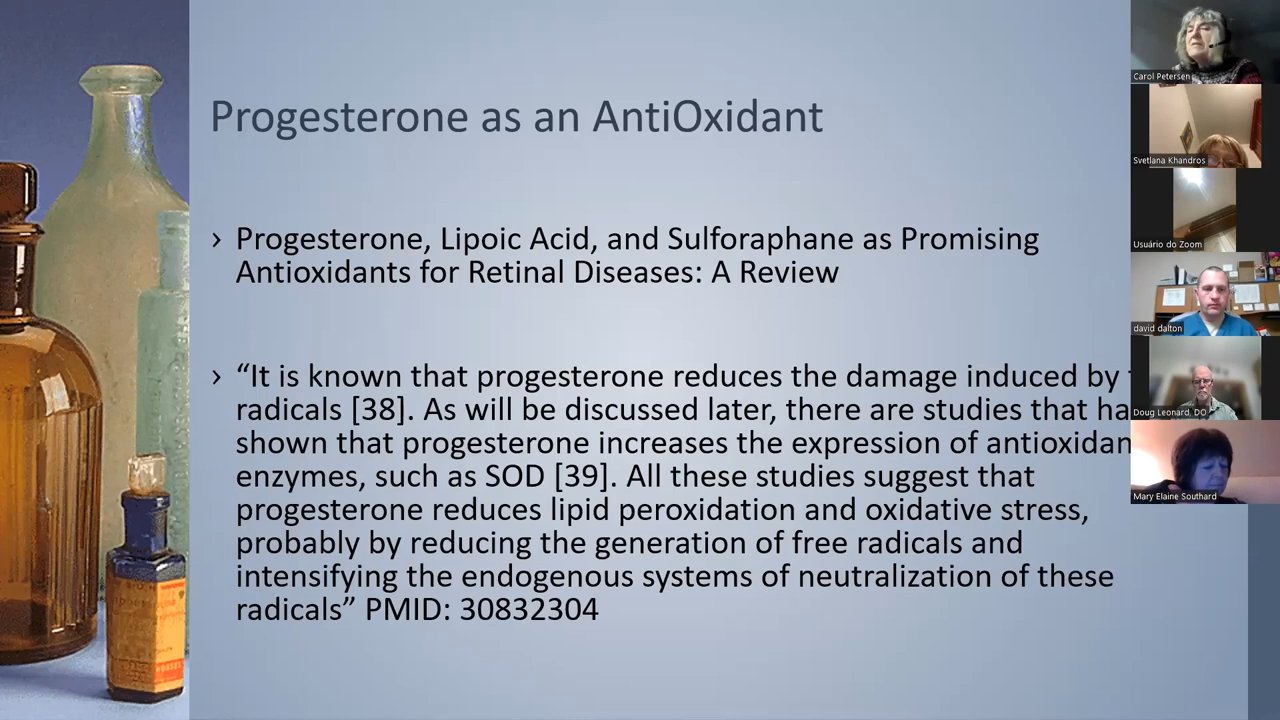 Progesterone as an AntiOxidant
› Progesterone, Lipoic Acid, and Sulforaphane as Promising
Antioxidants for Retinal Diseases: A Review
› “It is known that progesterone reduces the damage induced by
radicals [38]. As will be discussed later, there are studies that
shown that progesterone increases the expression of
enzymes, such as SOD [39]. All these studies suggest that
progesterone reduces lipid peroxidation and oxidative stress,
probably by reducing the generation of free radicals and
intensifying the endogenous systems of neutralization of these
radicals” PMID: 30832304
Carol Petersen
Svetlana Khandros
Usuário do Zoom
david dalton
Doug Leonard, DO
Mary Elaine Southard